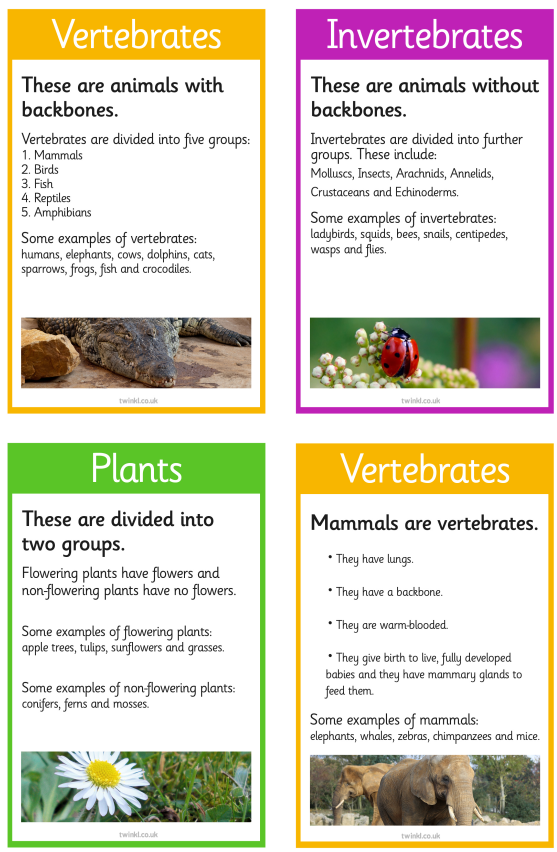 Vertebrates
These are animals with
backbones.
Vertebrates are divided into five groups:
1. Mammals
2. Birds
3. Fish
4. Reptiles
5. Amphibians
Some examples of vertebrates:
humans, elephants, cows, dolphins, cats,
sparrows, frogs, fish and crocodiles.
twinkl.co.uk
Invertebrates
These are animals without
backbones.
Invertebrates are divided into further
groups. These include:
Molluscs, Insects, Arachnids, Annelids,
Crustaceans and Echinoderms.
Some examples of invertebrates:
ladybirds, squids, bees, snails, centipedes,
wasps and flies.
twinkl.co.uk
Plants
These are divided into
two groups.
Flowering plants have flowers and
non-flowering plants have no flowers.
Some examples of flowering plants:
apple trees, tulips, sunflowers and grasses.
Some examples of non-flowering plants:
conifers, ferns and mosses.
twinkl.co.uk
Vertebrates
Mammals are vertebrates.
• They have lungs.
• They have a backbone.
• They are warm-blooded.
• They give birth to live, fully developed
babies and they have mammary glands to
feed them.
Some examples of mammals:
elephants, whales, zebras, chimpanzees and mice.
twinkl.co.uk